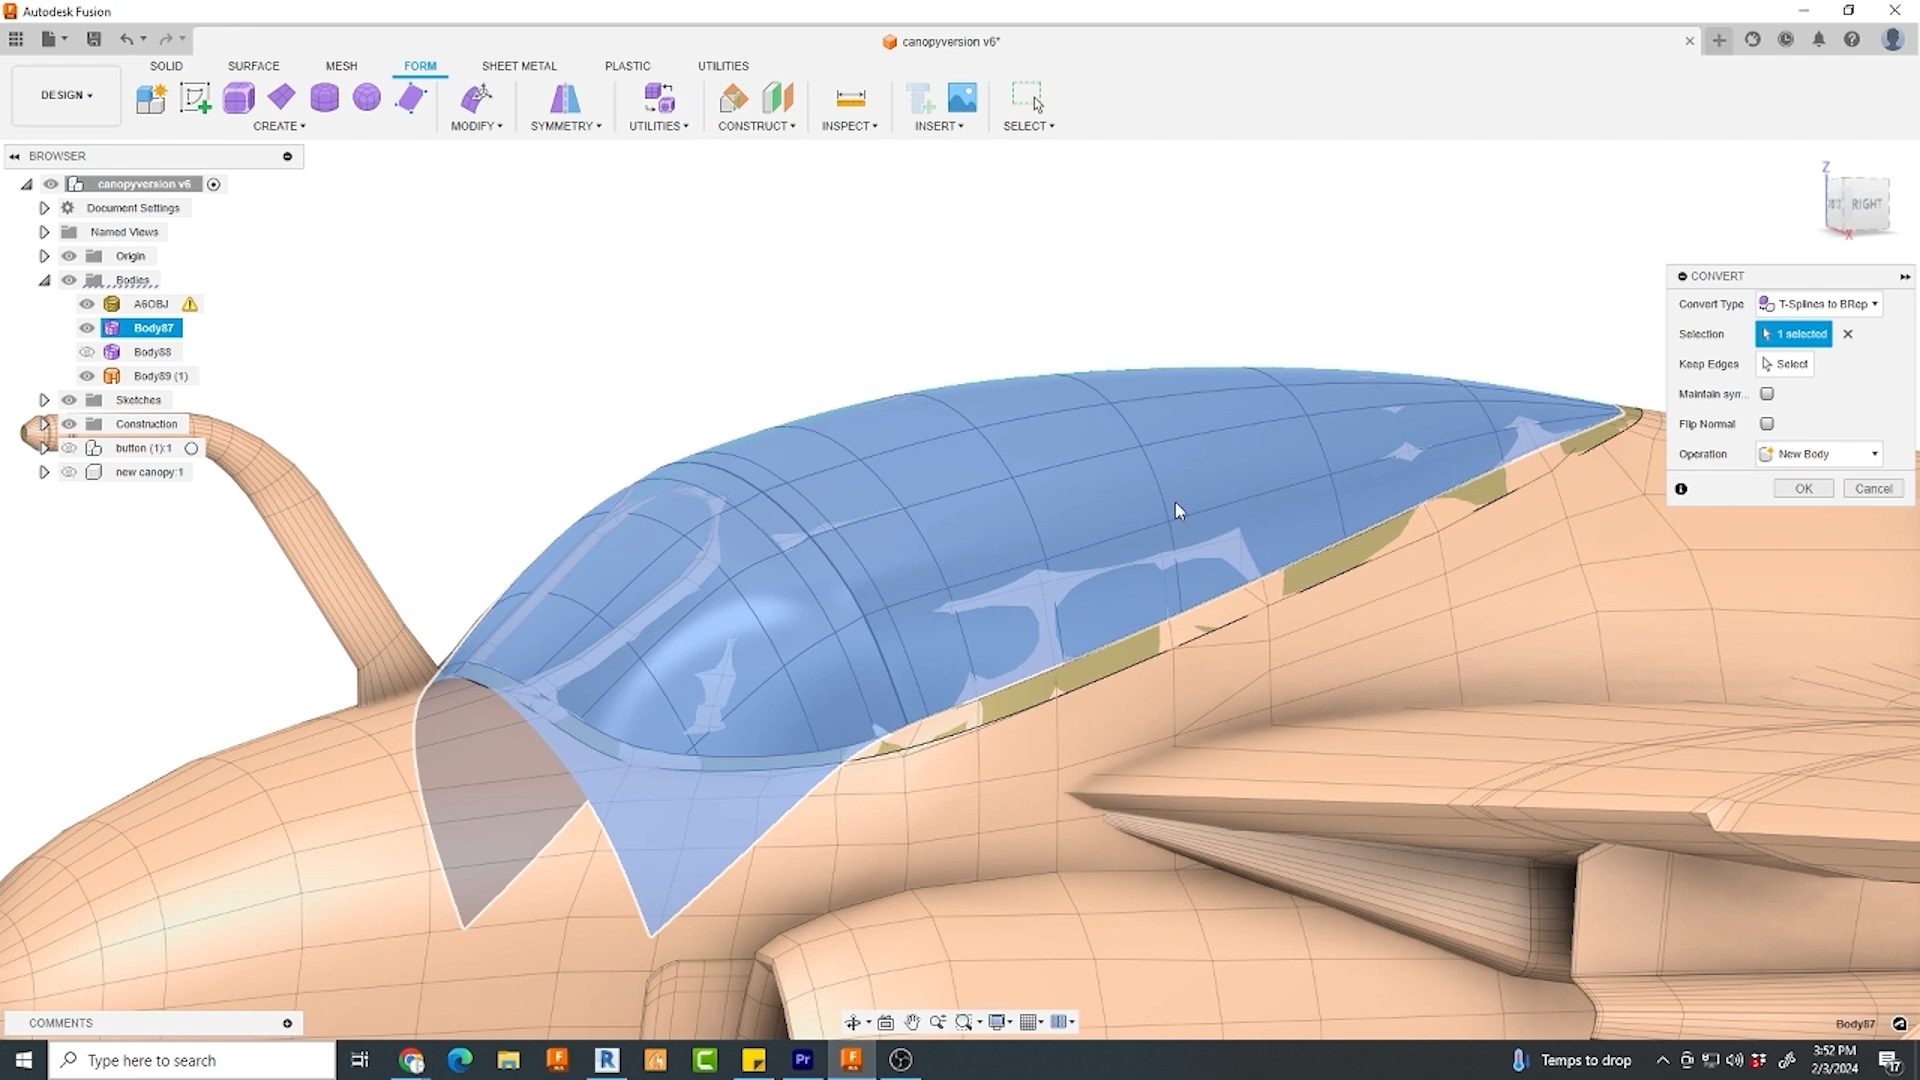 Autodesk Fusion
canopyversion v6*
SOLID SURFACE MESH FORM SHEET METAL PLASTIC UTILITIES
DESIGN
CREATE MODIFY SYMMETRY UTILITIES CONSTRUCT INSPECT INSERT SELECT
BROWSER
canopyversion v6
Document Settings
Named Views
Origin
Bodies
A6OBJ
Body87
Body88
Body89 (1)
Sketches
Construction
button (1):1
new canopy:1
Z
RIGHT
X
CONVERT
Convert Type T-Splines to BRep
Selection 1 selected
Keep Edges Select
Maintain sym...
Flip Normal
Operation New Body
OK Cancel
COMMENTS
Body87
Type here to search
Temps to drop
3:52 PM
2/3/2024
17